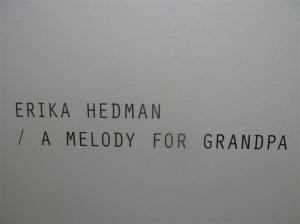 ERIKA HEDMAN
/ A MELODY FOR GRANDPA